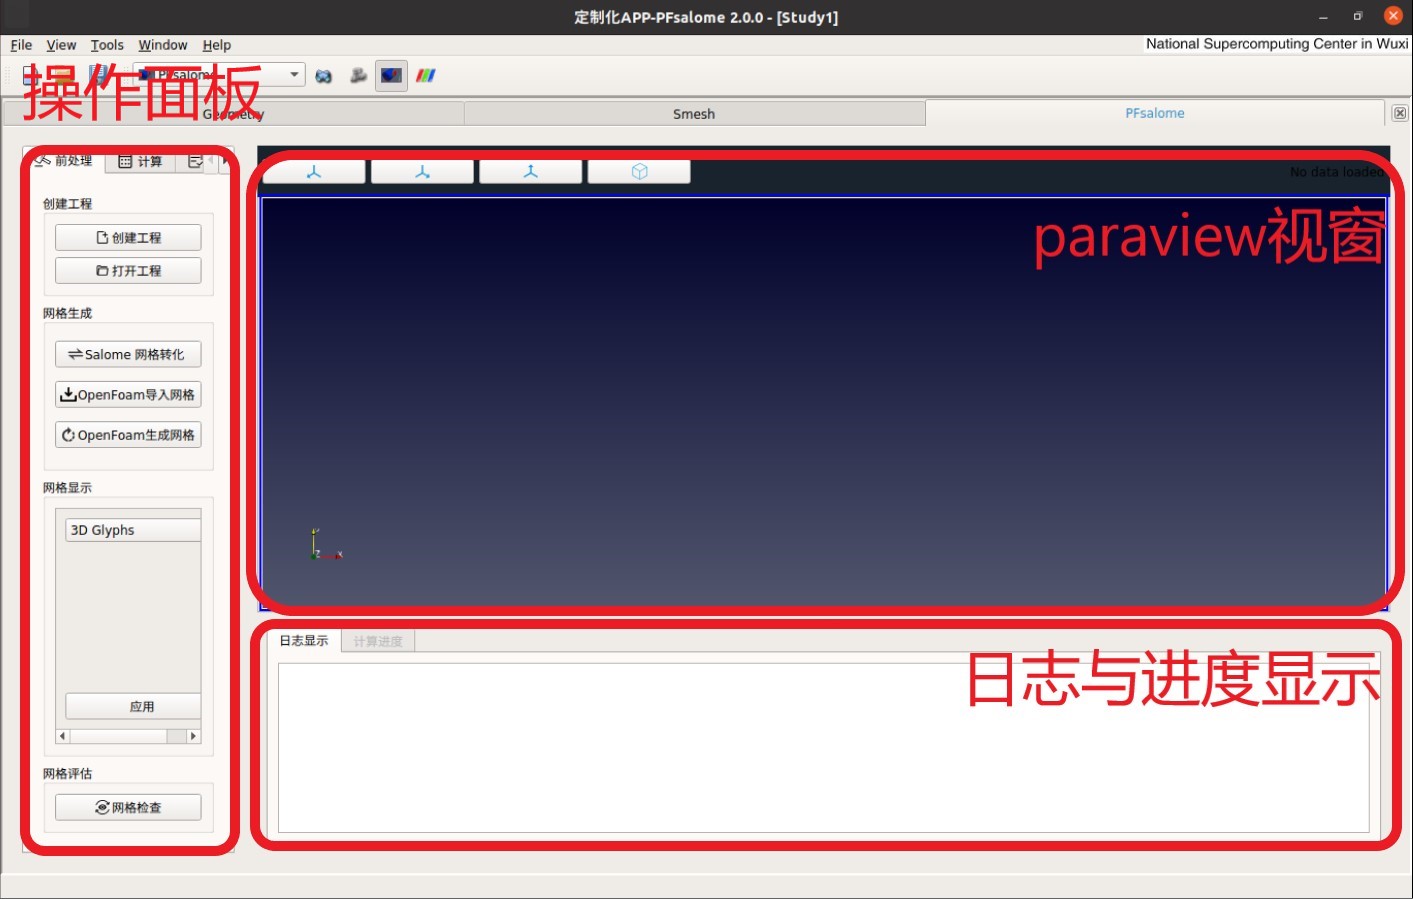 定制化APP-PFsalome 2.0.0 - [Study1]
File View Tools Window Help
National Supercomputing Center in Wuxi
PFsalome
操作面板
Geometry
Smesh
PFsalome
前处理
计算
No data loaded
paraview视窗
创建工程
创建工程
打开工程
网格生成
Salome 网格转化
OpenFoam导入网格
OpenFoam生成网格
网格显示
3D Glyphs
应用
网格评估
网格检查
Y
Z
X
日志显示
计算进度
日志与进度显示